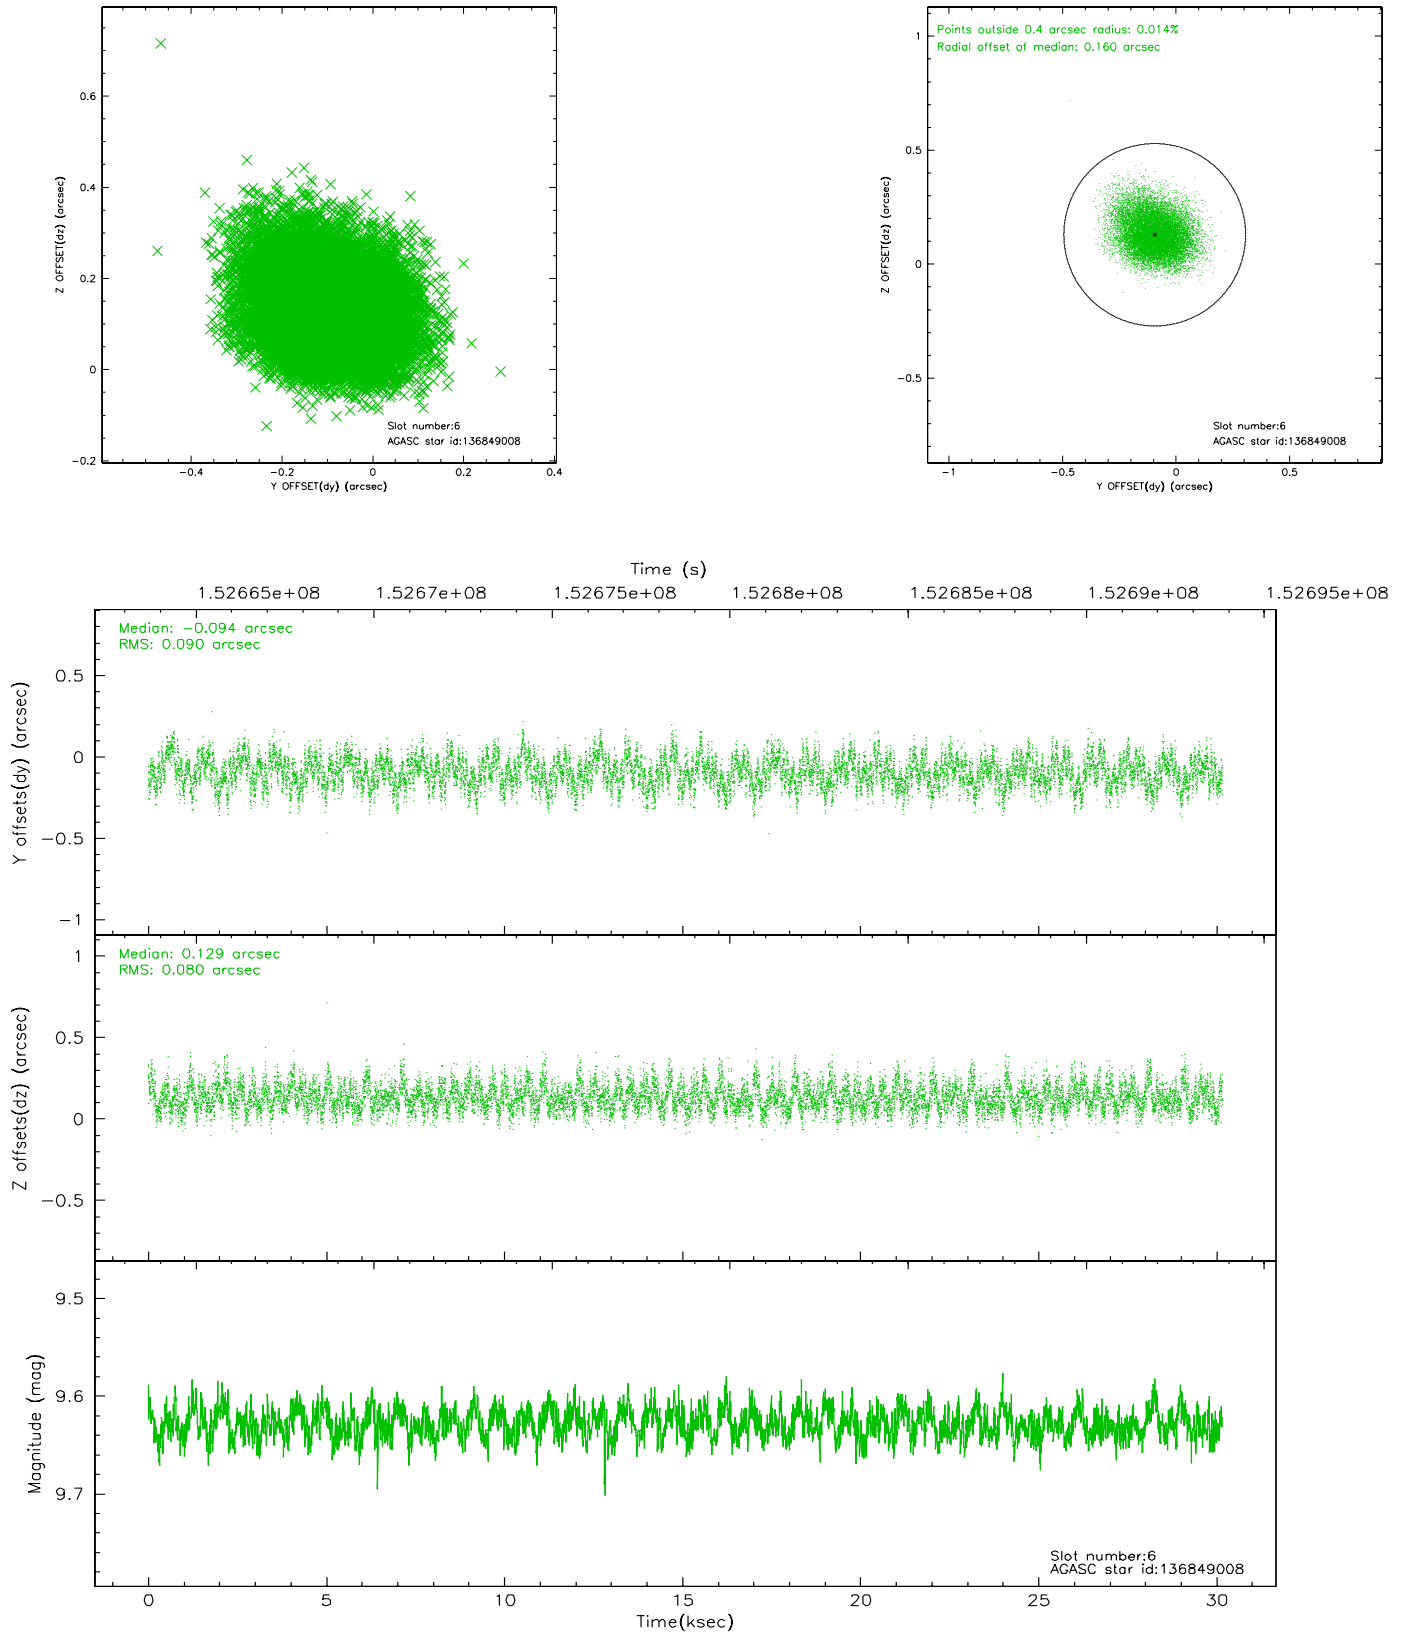 0.6
0.4
0.2
0
−0.2
−0.4
−0.2
0
0.2
0.4
Z OFFSET(dz) (arcsec)
Y OFFSET(dy) (arcsec)
Slot number:6
AGASC star id:136849008
Points outside 0.4 arcsec radius: 0.014%
Radial offset of median: 0.160 arcsec
1
0.5
0
−0.5
−1
−0.5
0
0.5
Z OFFSET(dz) (arcsec)
Y OFFSET(dy) (arcsec)
Slot number:6
AGASC star id:136849008
Time (s)
1.52665e+08
1.5267e+08
1.52675e+08
1.5268e+08
1.52685e+08
1.5269e+08
1.52695e+08
Median: −0.094 arcsec
RMS: 0.090 arcsec
0.5
0
−0.5
−1
Y offsets(dy) (arcsec)
Median: 0.129 arcsec
RMS: 0.080 arcsec
1
0.5
0
−0.5
Z offsets(dz) (arcsec)
9.5
9.6
9.7
Magnitude (mag)
Slot number:6
AGASC star id:136849008
0
5
10
15
20
25
30
Time(ksec)